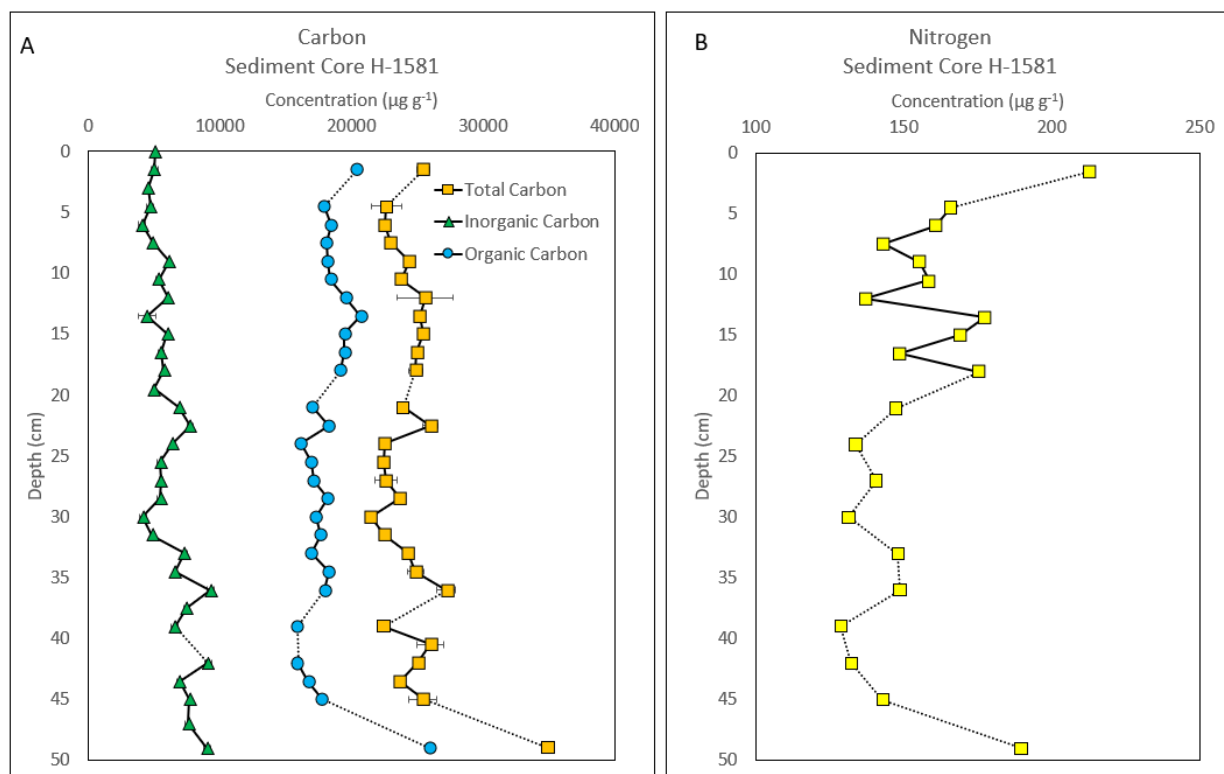 A
Carbon
Sediment Core H-1581
Concentration (µg g-1)
0 10000 20000 30000 40000
0
5
10
15
20
25
30
35
40
45
50
Depth (cm)
Total Carbon
Inorganic Carbon
Organic Carbon
B
Nitrogen
Sediment Core H-1581
Concentration (µg g-1)
100 150 200 250
0
5
10
15
20
25
30
35
40
45
50
Depth (cm)